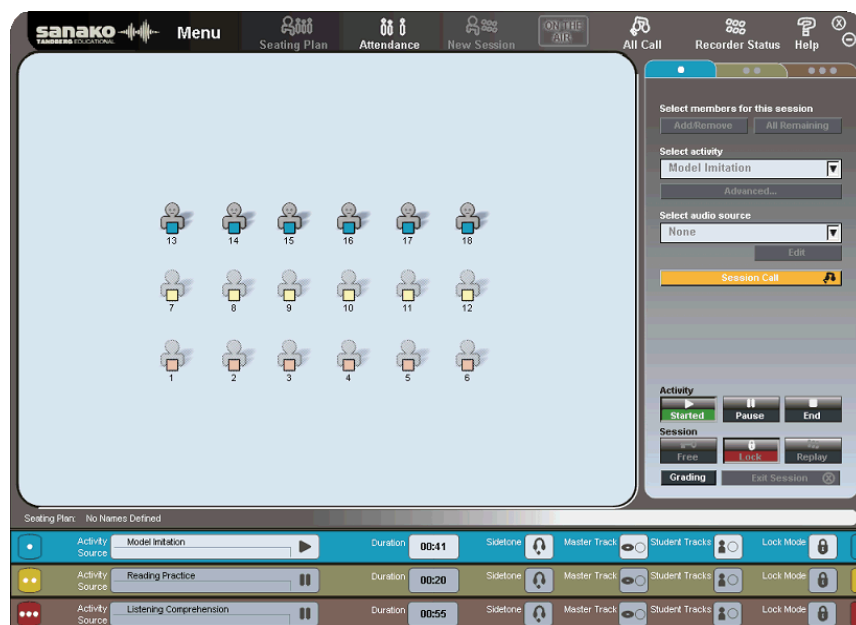 sanako
TANDBERG EDUCATIONAL
Menu
Seating Plan
Attendance
New Session
ON THE
AIR
All Call
Recorder Status
Help
Select members for this session
Add/Remove
All Remaining
Select activity
Model Imitation
Advanced...
Select audio source
None
Edit
Session Call
13 14 15 16 17 18
7 8 9 10 11 12
1 2 3 4 5 6
Activity
Started Pause End
Session
Free Lock Replay
Grading Exit Session
Seating Plan: No Names Defined
Activity Model Imitation Duration 00:41 Sidetone Master Track Student Tracks Lock Mode
Source
Activity Reading Practice Duration 00:20 Sidetone Master Track Student Tracks Lock Mode
Source
Activity Listening Comprehension Duration 00:55 Sidetone Master Track Student Tracks Lock Mode
Source